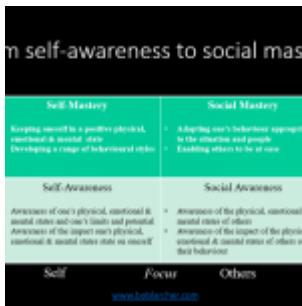 m self-awareness to social mas
Self-Mastery
Keeping oneself in a positive physical,
emotional & mental state
Developing a range of behavioural styles
Social Mastery
• Adapting one's behaviour appropri
to the situation and people
• Enabling others to be at ease
Self-Awareness
Awareness of one's physical, emotional &
mental states and one's limits and potential
Awareness of the impact one's physical,
emotional & mental states state on oneself
Social Awareness
• Awareness of the physical, emotional
mental states of others
• Awareness of the impact of the physi
emotional & mental states of others o
their behaviour
Self
Focus
Others